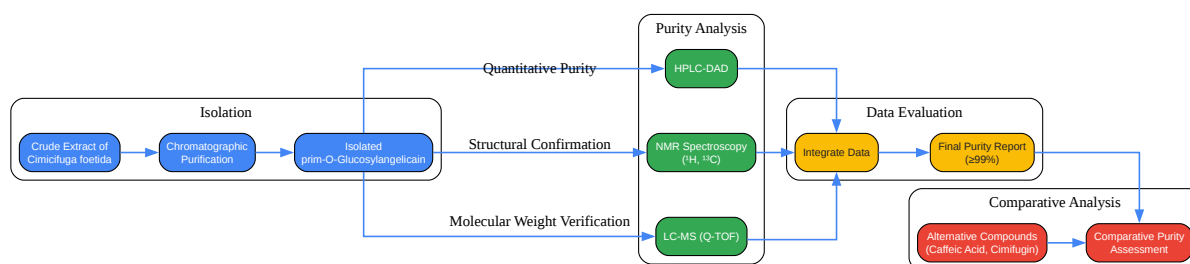 Isolation
Crude Extract of
Cimicifuga foetida
Chromatographic
Purification
Isolated
prim-O-Glucosylangelicain
Quantitative Purity
Structural Confirmation
Molecular Weight Verification
Purity Analysis
HPLC-DAD
NMR Spectroscopy
(¹H, ¹³C)
LC-MS (Q-TOF)
Data Evaluation
Integrate Data
Final Purity Report
(≥99%)
Comparative Analysis
Alternative Compounds
(Caffeic Acid, Cimifugin)
Comparative Purity
Assessment